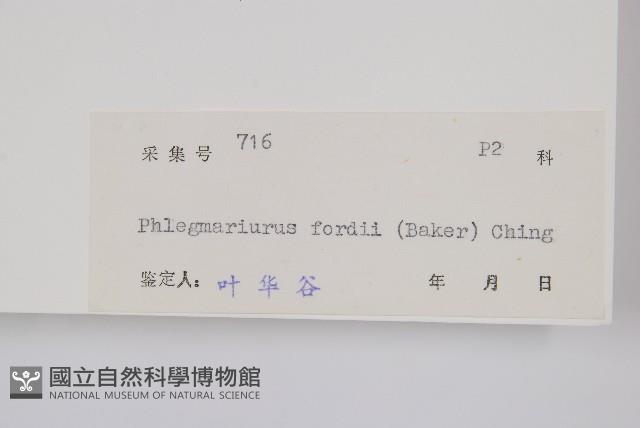 采集号 716 P2 科
Phlegmariurus fordii (Baker) Ching
鉴定人: 叶华谷 年 月 日
國立自然科學博物館
NATIONAL MUSEUM OF NATURAL SCIENCE